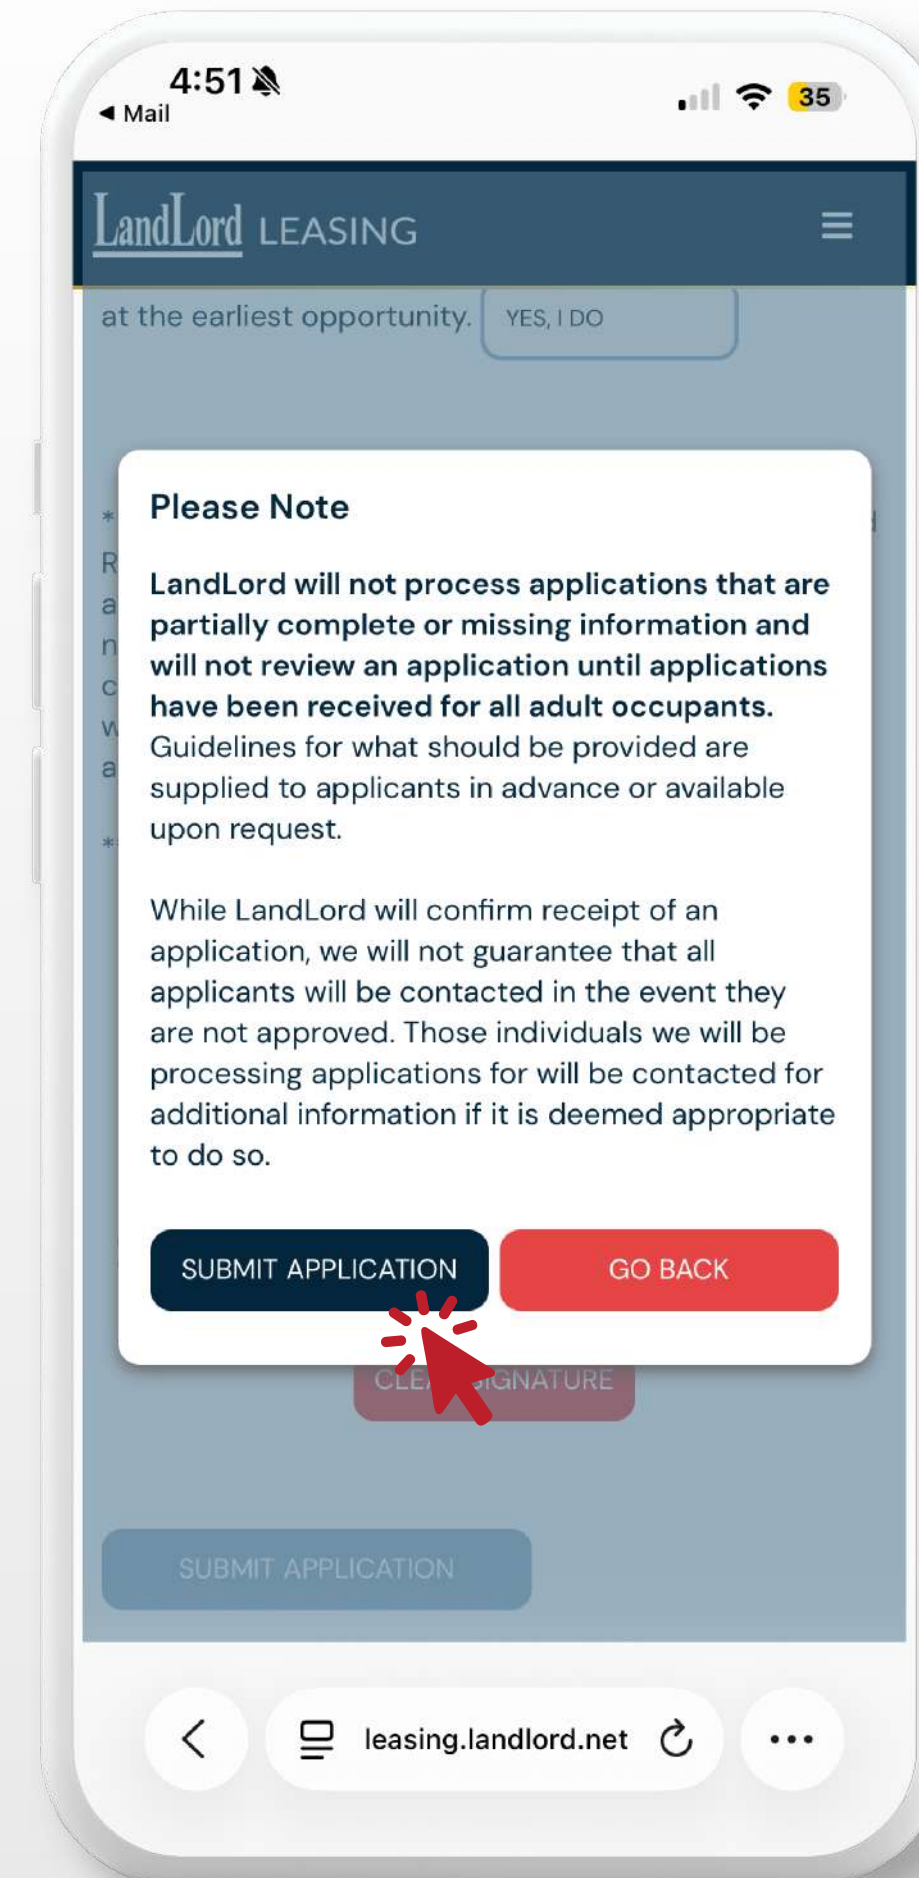 4:51
Mail
35
LandLord LEASING
at the earliest opportunity. YES, I DO
Please Note
LandLord will not process applications that are
partially complete or missing information and
will not review an application until applications
have been received for all adult occupants.
Guidelines for what should be provided are
supplied to applicants in advance or available
upon request.
While LandLord will confirm receipt of an
application, we will not guarantee that all
applicants will be contacted in the event they
are not approved. Those individuals we will be
processing applications for will be contacted for
additional information if it is deemed appropriate
to do so.
SUBMIT APPLICATION GO BACK
SUBMIT APPLICATION
leasing.landlord.net